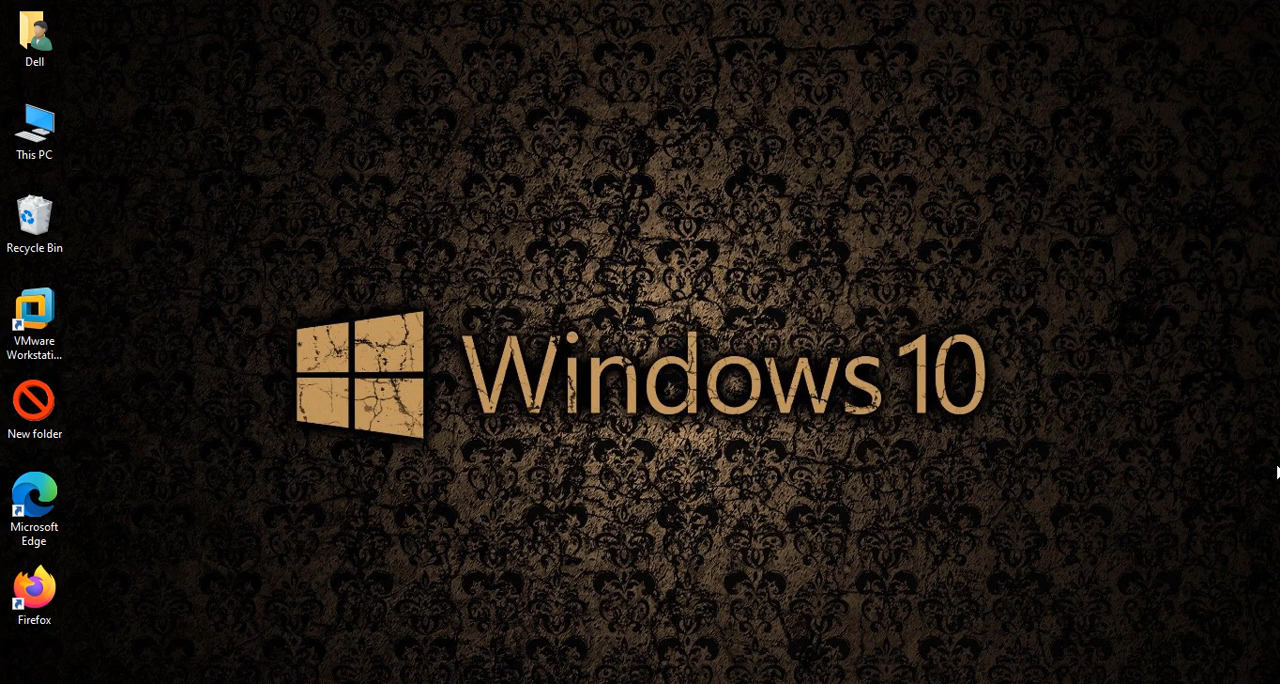 Dell
This PC
Recycle Bin
VMware
Workstati...
New folder
Microsoft
Edge
Firefox
Windows 10